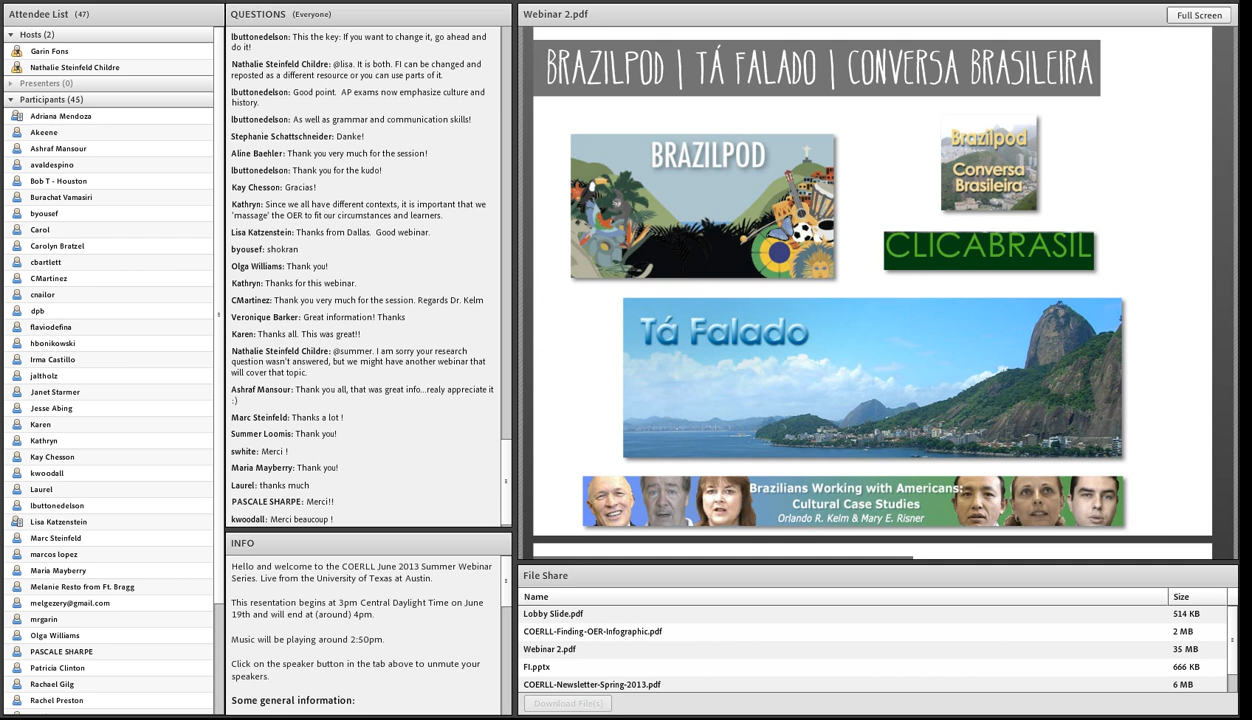 Attendee List (47)
Hosts (2)
Garin Fons
Nathalie Steinfeld Childre
Presenters (0)
Participants (45)
Adriana Mendoza
Akeene
Ashraf Mansour
avaldespino
Bob T - Houston
Burachat Vamasiri
byousef
Carol
Carolyn Bratzel
cbartlett
CMartinez
cnailor
dpb
flaviodefina
hbonikowski
Irma Castillo
jaltholz
Janet Starmer
Jesse Abing
Karen
Kathryn
Kay Chesson
kwoodall
Laurel
lbuttonedelson
Lisa Katzenstein
Marc Steinfeld
marcos lopez
Maria Mayberry
Melanie Resto from Ft. Bragg
melgezery@gmail.com
mrgarin
Olga Williams
PASCALE SHARPE
Patricia Clinton
Rachael Gilg
Rachel Preston
QUESTIONS (Everyone)
lbuttonedelson: This the key: If you want to change it, go ahead and
do it!
Nathalie Steinfeld Childre: @lisa. It is both. FI can be changed and
reposted as a different resource or you can use parts of it.
lbuttonedelson: Good point. AP exams now emphasize culture and
history.
lbuttonedelson: As well as grammar and communication skills!
Stephanie Schattschneider: Danke!
Aline Baehler: Thank you very much for the session!
lbuttonedelson: Thank you for the kudo!
Kay Chesson: Gracias!
Kathryn: Since we all have different contexts, it is important that we
'massage' the OER to fit our circumstances and learners.
Lisa Katzenstein: Thanks from Dallas. Good webinar.
byousef: shokran
Olga Williams: Thank you!
Kathryn: Thanks for this webinar.
CMartinez: Thank you very much for the session. Regards Dr. Kelm
Veronique Barker: Great information! Thanks
Karen: Thanks all. This was great!!
Nathalie Steinfeld Childre: @summer. I am sorry your research
question wasn't answered, but we might have another webinar that
will cover that topic.
Ashraf Mansour: Thank you all, that was great info...realy appreciate it
:)
Marc Steinfeld: Thanks a lot !
Summer Loomis: Thank you!
swhite: Merci !
Maria Mayberry: Thank you!
Laurel: thanks much
PASCALE SHARPE: Merci!!
kwoodall: Merci beaucoup !
INFO
Hello and welcome to the COERLL June 2013 Summer Webinar
Series. Live from the University of Texas at Austin.
This resentation begins at 3pm Central Daylight Time on June
19th and will end at (around) 4pm.
Music will be playing around 2:50pm.
Click on the speaker button in the tab above to unmute your
speakers.
Some general information:
Webinar 2.pdf
Full Screen
BRAZILPOD | TÁ FALADO | CONVERSA BRASILEIRA
BRAZILPOD
Brazilpod
Conversa
Brasileira
CLICABRASIL
Tá Falado
Brazilians Working with Americans:
Cultural Case Studies
Orlando R. Kelm & Mary E. Risner
File Share
Name Size
Lobby Slide.pdf 514 KB
COERLL-Finding-OER-Infographic.pdf 2 MB
Webinar 2.pdf 35 MB
FI.pptx 666 KB
COERLL-Newsletter-Spring-2013.pdf 6 MB
Download File(s)